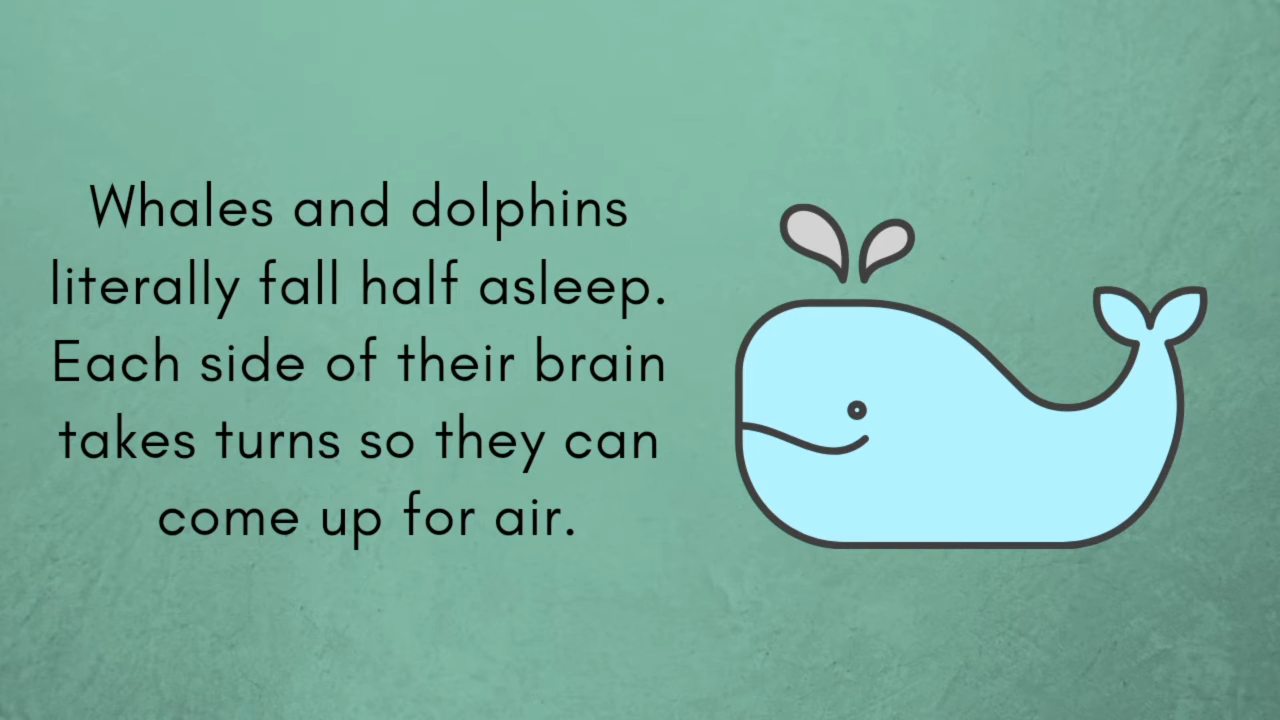 Whales and dolphins
literally fall half asleep.
Each side of their brain
takes turns so they can
come up for air.